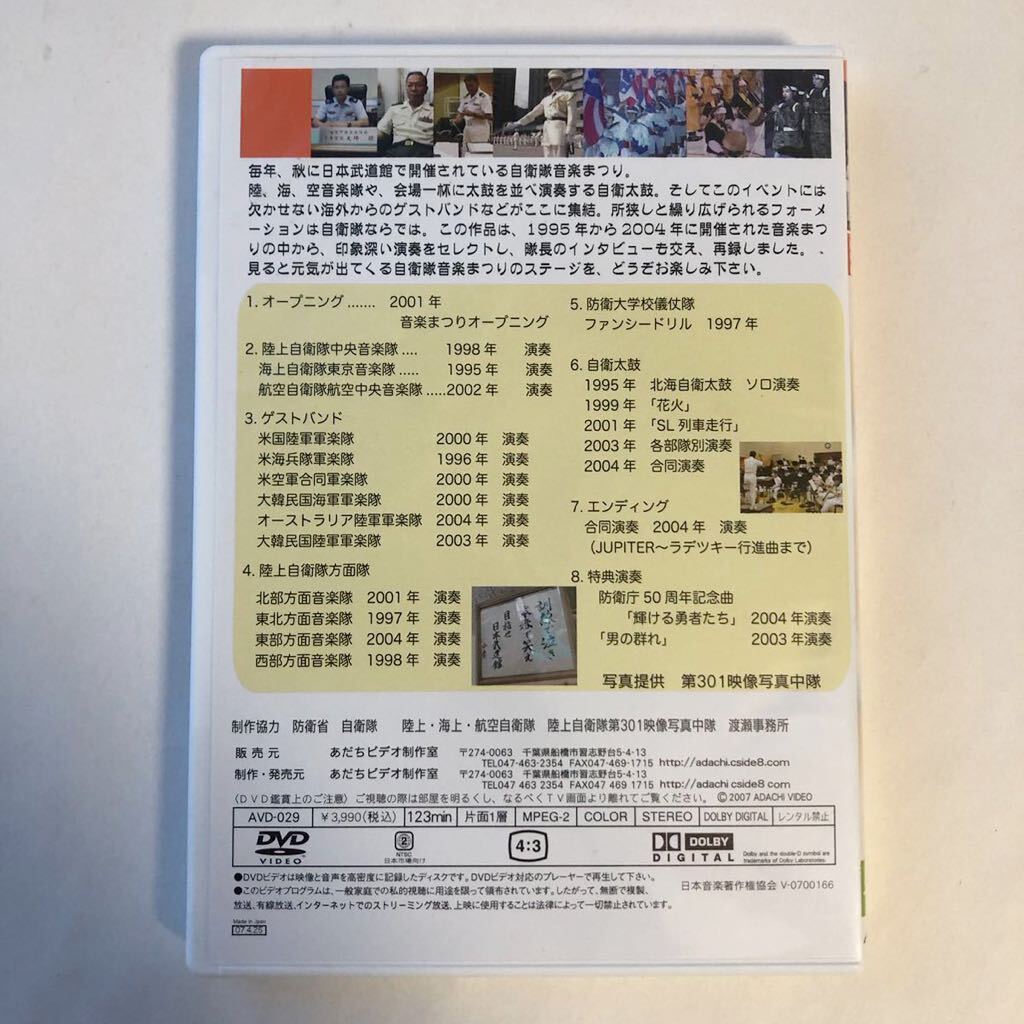 毎年、秋に日本武道館で開催されている自衛隊音楽まつり。
陸、海、空音楽隊や、会場一杯に太鼓を並べ演奏する自衛太鼓。そしてこのイベントには
欠かせない海外からのゲストバンドなどがここに集結。所狭しと繰り広げられるフォーメ
ーションは自衛隊ならでは。この作品は、1995年から2004年に開催された音楽まつ
りの中から、印象深い演奏をセレクトし、隊長のインタビューも交え、再録しました。、
見ると元気が出てくる自衛隊音楽まつりのステージを、どうぞお楽しみ下さい。
1. オープニング ....... 2001年
音楽まつりオープニング
2. 陸上自衛隊中央音楽隊 .... 1998年 演奏
海上自衛隊東京音楽隊 ..... 1995年 演奏
航空自衛隊航空中央音楽隊 .....2002年 演奏
3. ゲストバンド
米国陸軍軍楽隊 2000年 演奏
米海兵隊軍楽隊 1996年 演奏
米空軍合同軍楽隊 2000年 演奏
大韓民国海軍軍楽隊 2000年 演奏
オーストラリア陸軍軍楽隊 2004年 演奏
大韓民国陸軍軍楽隊 2003年 演奏
4. 陸上自衛隊方面隊
北部方面音楽隊 2001年 演奏
東北方面音楽隊 1997年 演奏
東部方面音楽隊 2004年 演奏
西部方面音楽隊 1998年 演奏
訓練で泣き
本番で笑え
目指せ
日本武道館
5. 防衛大学校儀仗隊
ファンシードリル 1997年
6. 自衛太鼓
1995年 北海自衛太鼓 ソロ演奏
1999年 「花火」
2001年 「SL列車走行」
2003年 各部隊別演奏
2004年 合同演奏
7. エンディング
合同演奏 2004年 演奏
（JUPITER～ラデツキー行進曲まで）
8. 特典演奏
防衛庁50周年記念曲
「輝ける勇者たち」 2004年演奏
「男の群れ」 2003年演奏
写真提供 第301映像写真中隊
制作協力 防衛省 自衛隊 陸上・海上・航空自衛隊 陸上自衛隊第301映像写真中隊 渡瀬事務所
販売元 あだちビデオ制作室 〒274-0063 千葉県船橋市習志野台5-4-13
TEL047-463-2354 FAX047-469-1715 http://adachi.cside8.com
制作・発売元 あだちビデオ制作室 〒274-0063 千葉県船橋市習志野台5-4-13
TEL047 463 2354 FAX047 469 1715 http://adachi.cside8.com
〈DVD鑑賞上のご注意〉ご視聴の際は部屋を明るくし、なるべくTV画面より離れてご覧ください。 Ⓒ2007 ADACHI VIDEO
AVD-029 ￥3,990(税込) 123min 片面1層 MPEG-2 COLOR STEREO DOLBY DIGITAL レンタル禁止
DVD
VIDEO
2
NTSC
日本市場向け
4:3
DOLBY
DIGITAL
Dolby and the double-D symbol are
trademarks of Dolby Laboratories.
●DVDビデオは映像と音声を高密度に記録したディスクです。DVDビデオ対応のプレーヤーで再生して下さい。
●このビデオプログラムは、一般家庭での私的視聴に用途を限って領布されています。したがって、無断で複製、
放送、有線放送、インターネットでのストリーミング放送、上映に使用することは法律によって一切禁止されています。
日本音楽著作権協会 V-0700166
Made in Japan
07.4.25